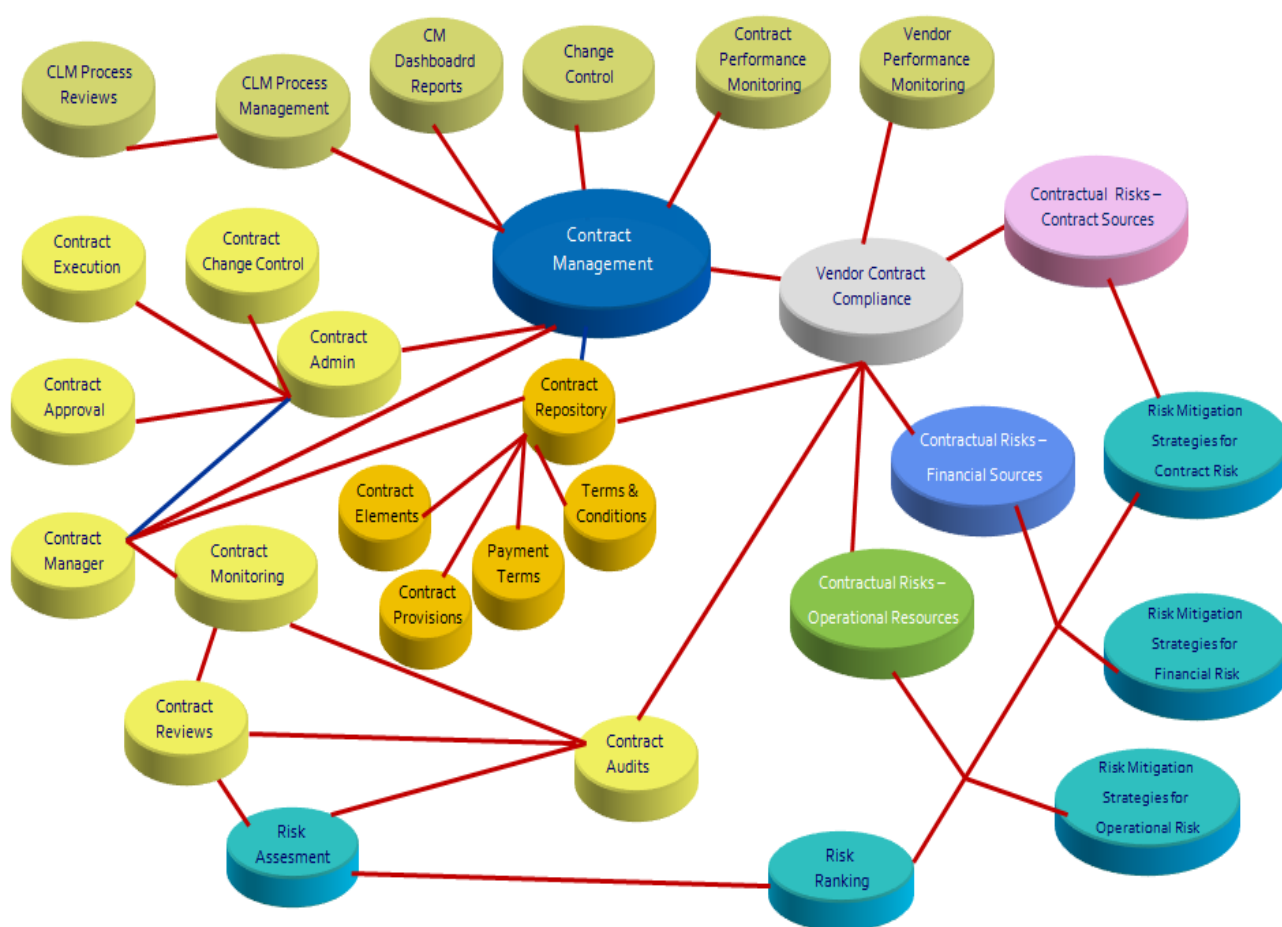 CLM Process
Reviews
CLM Process
Management
CM
Dashboadrd
Reports
Change
Control
Contract
Performance
Monitoring
Vendor
Performance
Monitoring
Contractual Risks –
Contract Sources
Contract
Execution
Contract
Change Control
Contract
Management
Vendor Contract
Compliance
Contract
Admin
Contract
Approval
Contract
Repository
Contractual Risks –
Financial Sources
Risk Mitigation
Strategies for
Contract Risk
Contract
Elements
Terms &
Conditions
Contract
Manager
Contract
Monitoring
Payment
Terms
Contract
Provisions
Contractual Risks –
Operational Resources
Risk Mitigation
Strategies for
Financial Risk
Contract
Reviews
Contract
Audits
Risk Mitigation
Strategies for
Operational Risk
Risk
Assesment
Risk
Ranking